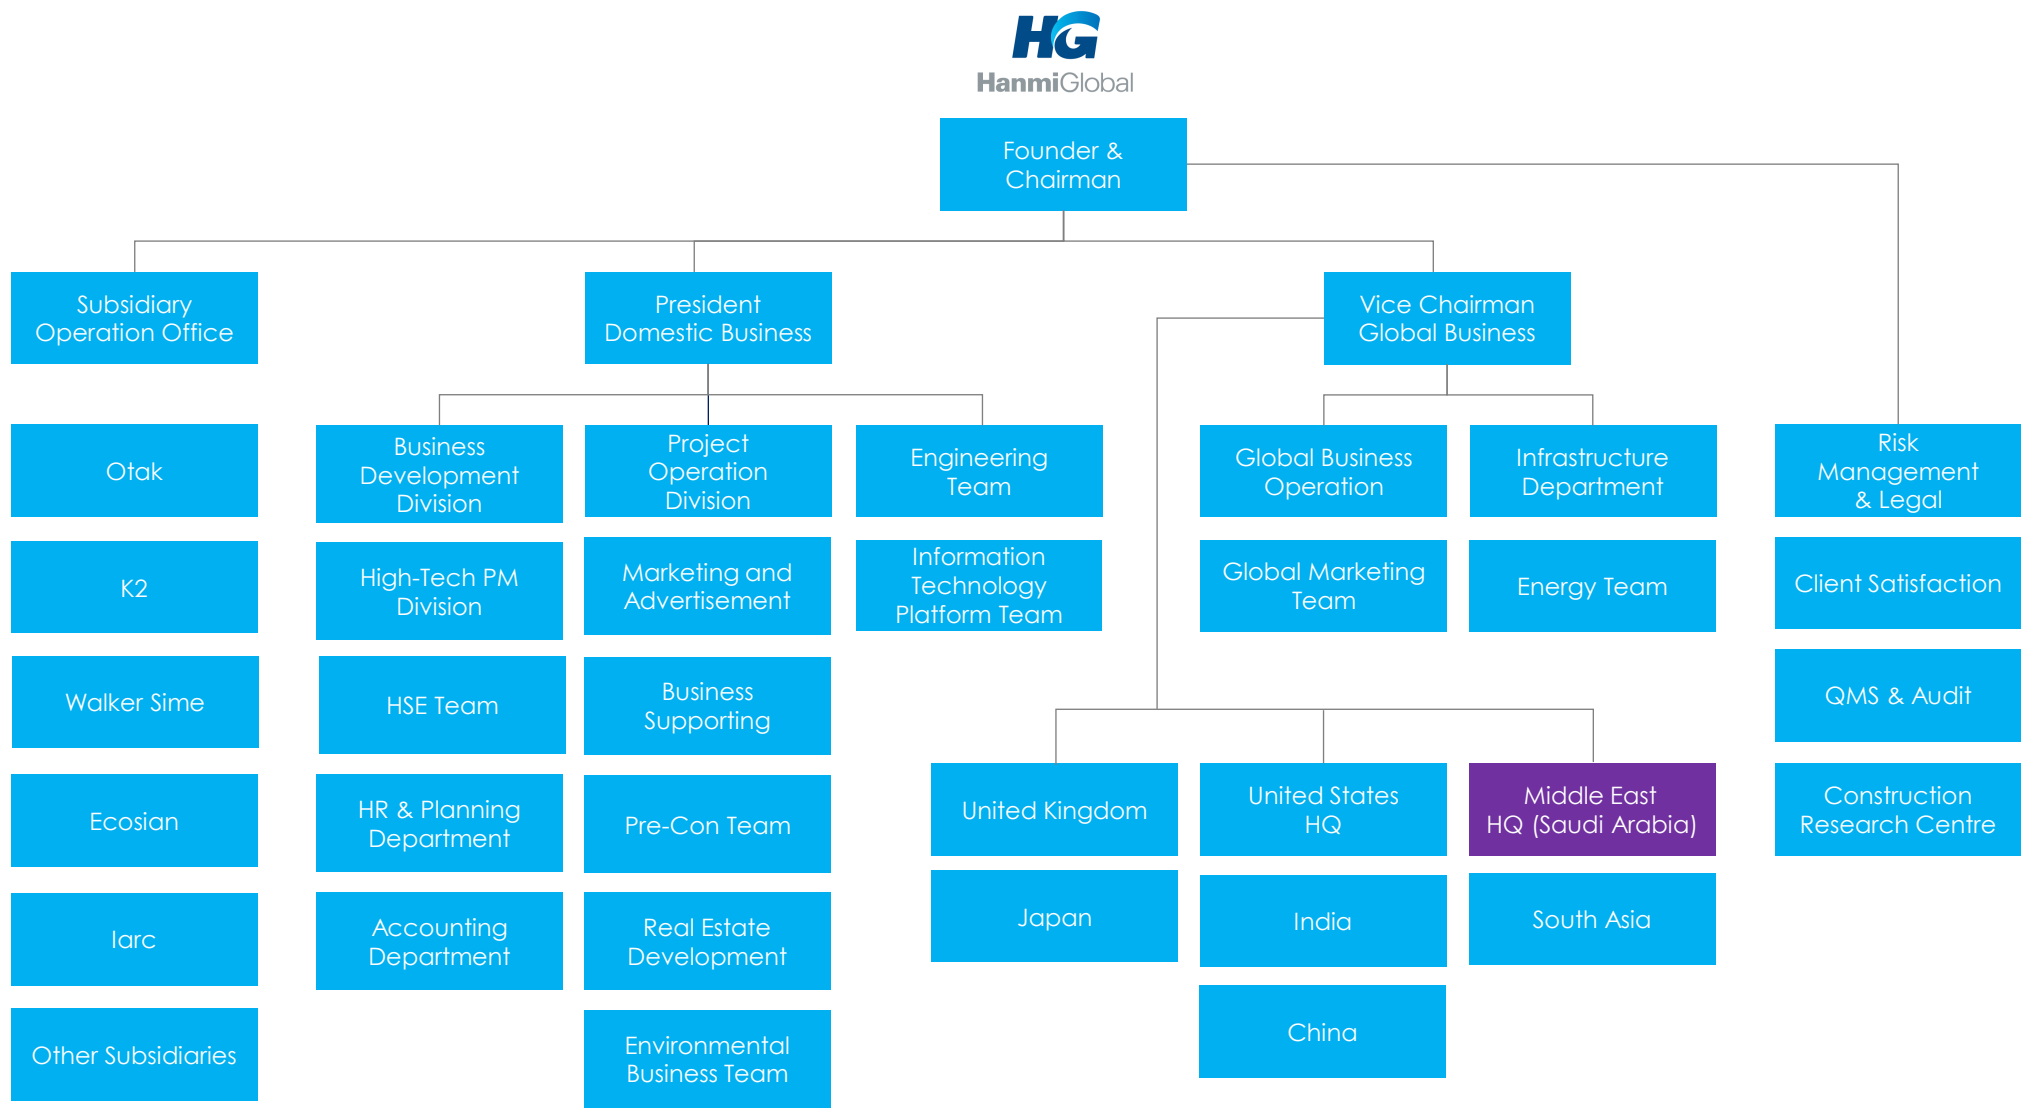 HG
HanmiGlobal
Founder &
Chairman
Subsidiary
Operation Office
President
Domestic Business
Vice Chairman
Global Business
Otak
K2
Walker Sime
Ecosian
Iarc
Other Subsidiaries
Business
Development
Division
High-Tech PM
Division
HSE Team
HR & Planning
Department
Accounting
Department
Project
Operation
Division
Marketing and
Advertisement
Business
Supporting
Pre-Con Team
Real Estate
Development
Environmental
Business Team
Engineering
Team
Information
Technology
Platform Team
Global Business
Operation
Global Marketing
Team
Infrastructure
Department
Energy Team
United Kingdom
Japan
United States
HQ
India
China
Middle East
HQ (Saudi Arabia)
South Asia
Risk
Management
& Legal
Client Satisfaction
QMS & Audit
Construction
Research Centre